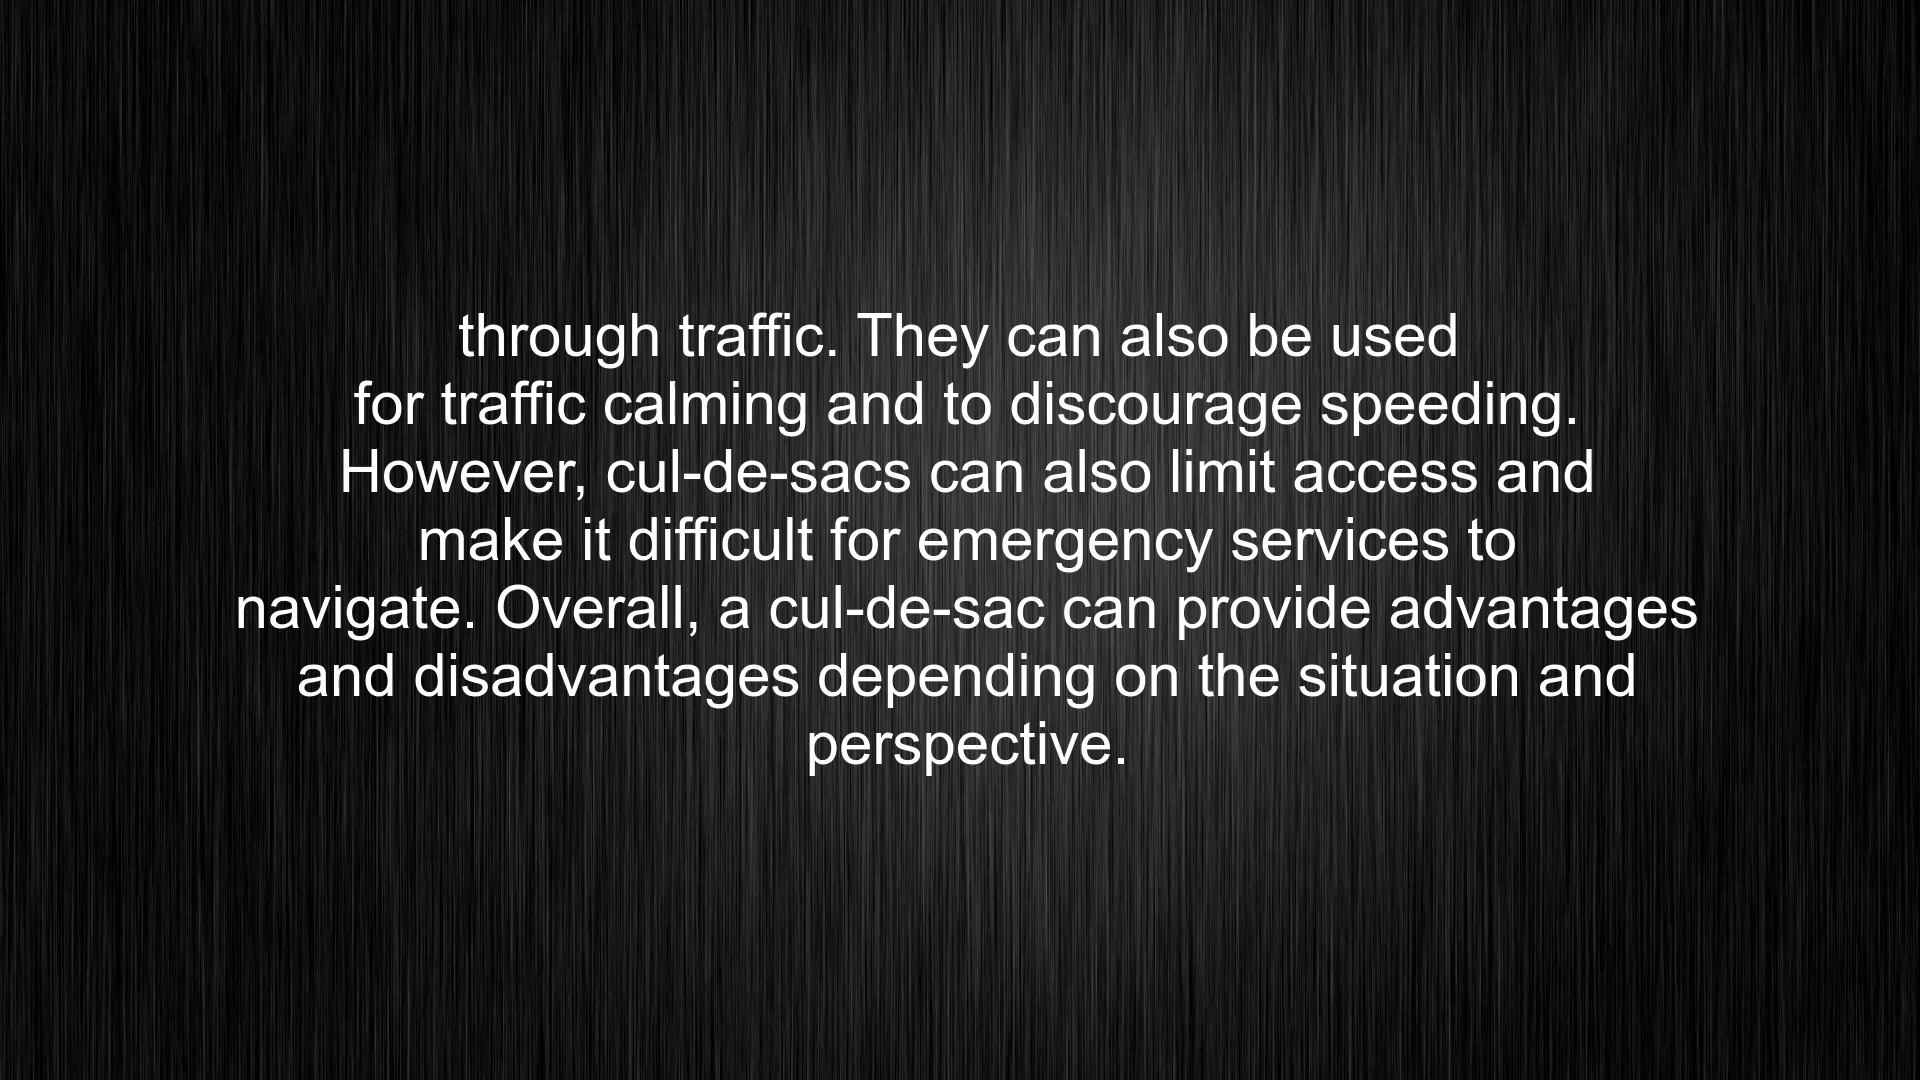 through traffic. They can also be used
for traffic calming and to discourage speeding.
However, cul-de-sacs can also limit access and
make it difficult for emergency services to
navigate. Overall, a cul-de-sac can provide advantages
and disadvantages depending on the situation and
perspective.